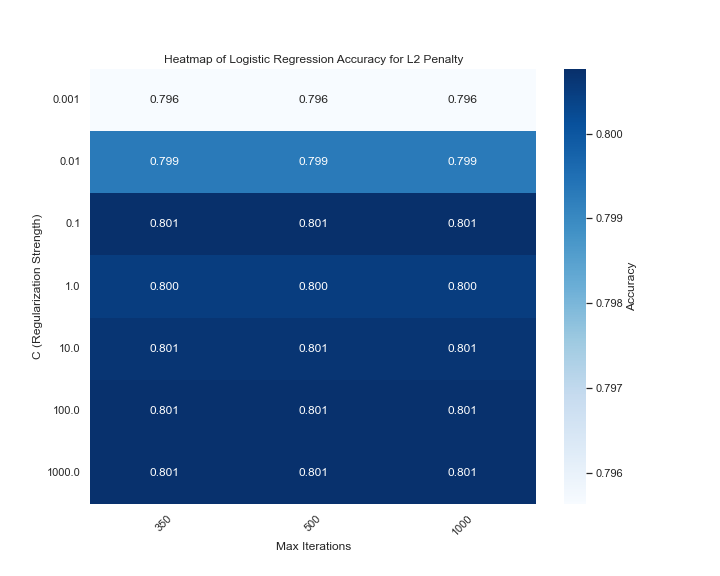 Heatmap of Logistic Regression Accuracy for L2 Penalty
C (Regularization Strength)
0.001 0.796 0.796 0.796
0.01 0.799 0.799 0.799
0.1 0.801 0.801 0.801
1.0 0.800 0.800 0.800
10.0 0.801 0.801 0.801
100.0 0.801 0.801 0.801
1000.0 0.801 0.801 0.801
350 500 1000
Max Iterations
0.800
0.799
0.798
0.797
0.796
Accuracy